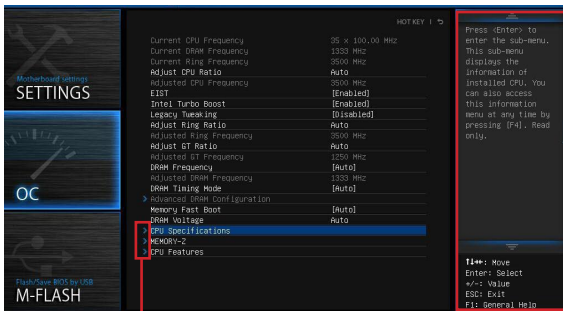 HOT KEY
Motherboard settings
SETTINGS
OC
Flash/Save BIOS by USB
M-FLASH
Current CPU Frequency 35 x 100.00 MHz
Current DRAM Frequency 1333 MHz
Current Ring Frequency 3500 MHz
Adjust CPU Ratio Auto
Adjusted CPU Frequency 3500 MHz
EIST [Enabled]
Intel Turbo Boost [Enabled]
Legacy Tweaking [Disabled]
Adjust Ring Ratio Auto
Adjusted Ring Frequency 3500 MHz
Adjust GT Ratio Auto
Adjusted GT Frequency 1250 MHz
DRAM Frequency [Auto]
Adjusted DRAM Frequency 1333 MHz
DRAM Timing Mode [Auto]
> Advanced DRAM Configuration
Memory Fast Boot [Auto]
DRAM Voltage Auto
> CPU Specifications
> MEMORY-Z
> CPU Features
Press <Enter> to
enter the sub-menu.
This sub-menu
displays the
information of
installed CPU. You
can also access
this information
menu at any time by
pressing [F4]. Read
only.
↑↓→←: Move
Enter: Select
+/-: Value
ESC: Exit
F1: General Help